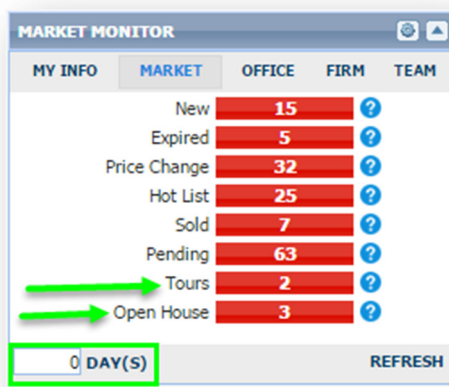 MARKET MONITOR
MY INFO MARKET OFFICE FIRM TEAM
New 15 ?
Expired 5 ?
Price Change 32 ?
Hot List 25 ?
Sold 7 ?
Pending 63 ?
Tours 2 ?
Open House 3 ?
0 DAY(S) REFRESH